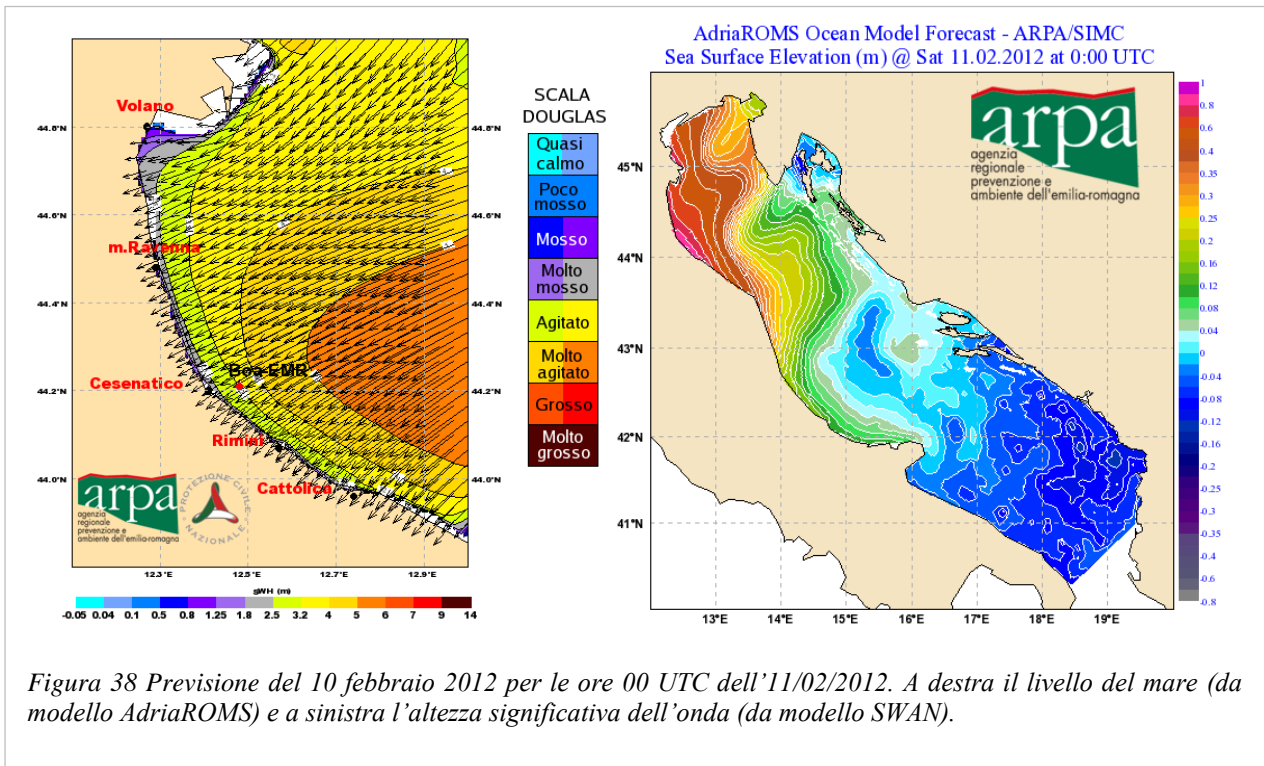 Volano
44.8°N
44.6°N
m.Ravenna
44.4°N
Boa-EMR
Cesenatico
44.2°N
Rimini
44.0°N
Cattolica
arpa
agenzia
regionale
prevenzione e
ambiente dell'emilia-romagna
PROTEZIONE CIVILE
NAZIONALE
12.3°E 12.5°E 12.7°E 12.9°E
sWH (m)
-0.05 0.04 0.1 0.5 0.8 1.25 1.8 2.5 3.2 4 5 6 7 9 14
SCALA
DOUGLAS
Quasi
calmo
Poco
mosso
Mosso
Molto
mosso
Agitato
Molto
agitato
Grosso
Molto
grosso
AdriaROMS Ocean Model Forecast - ARPA/SIMC
Sea Surface Elevation (m) @ Sat 11.02.2012 at 0:00 UTC
arpa
agenzia
regionale
prevenzione e
ambiente dell'emilia-romagna
45°N
44°N
43°N
42°N
41°N
13°E 14°E 15°E 16°E 17°E 18°E 19°E
1
0.8
0.6
0.4
0.35
0.3
0.25
0.2
0.16
0.12
0.08
0.04
0
-0.04
-0.08
-0.12
-0.16
-0.2
-0.25
-0.3
-0.35
-0.4
-0.6
-0.8
Figura 38 Previsione del 10 febbraio 2012 per le ore 00 UTC dell'11/02/2012. A destra il livello del mare (da
modello AdriaROMS) e a sinistra l'altezza significativa dell'onda (da modello SWAN).